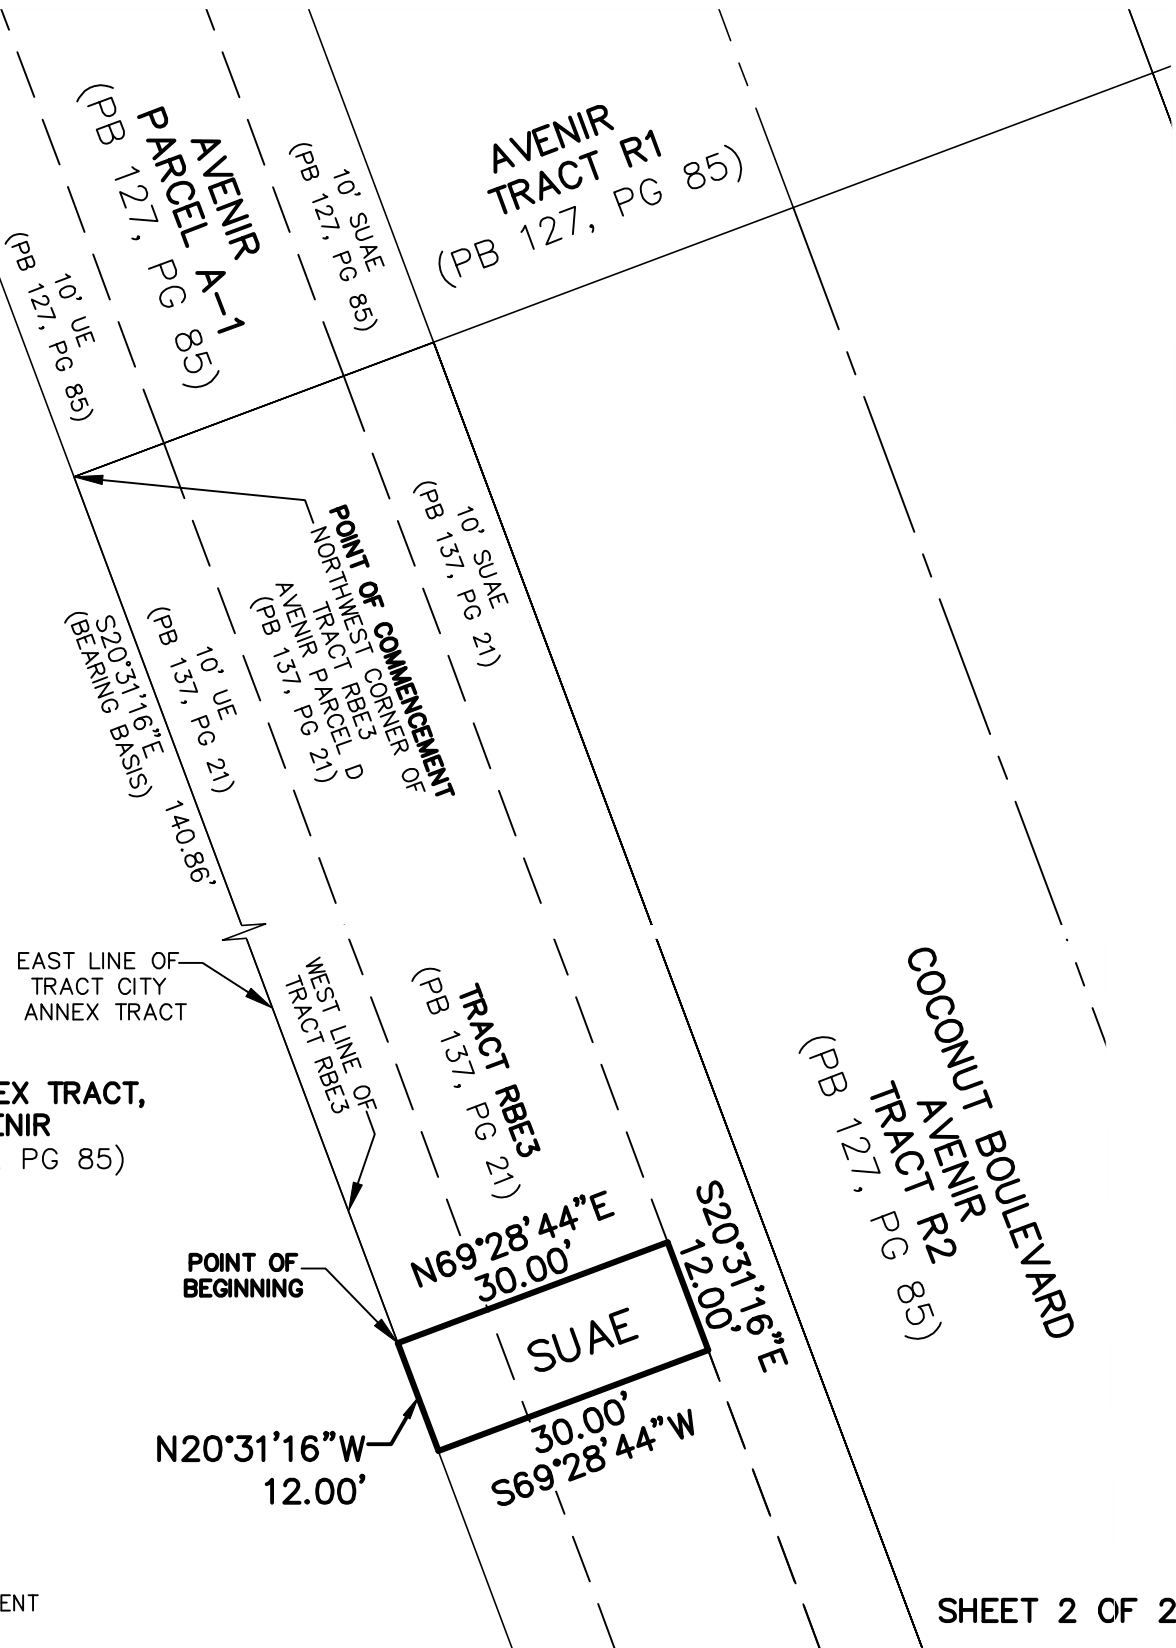 AVENIR
PARCEL A-1
(PB 127, PG 85)
10' SUAE
(PB 127, PG 85)
AVENIR
TRACT R1
(PB 127, PG 85)
10' UE
(PB 127, PG 85)
POINT OF COMMENCEMENT
NORTHWEST CORNER OF
TRACT RBE3
AVENIR PARCEL D
(PB 137, PG 21)
10' SUAE
(PB 137, PG 21)
10' UE
(PB 137, PG 21)
S20°31'16"E
(BEARING BASIS)
140.86'
EAST LINE OF
TRACT CITY
ANNEX TRACT
WEST LINE OF
TRACT RBE3
TRACT RBE3
(PB 137, PG 21)
COCONUT BOULEVARD
AVENIR
TRACT R2
(PB 127, PG 85)
EX TRACT,
ENIR
PG 85)
POINT OF
BEGINNING
N69°28'44"E
30.00'
S20°31'16"E
12.00'
SUAE
30.00'
S69°28'44"W
N20°31'16"W
12.00'
ENT
SHEET 2 OF 2